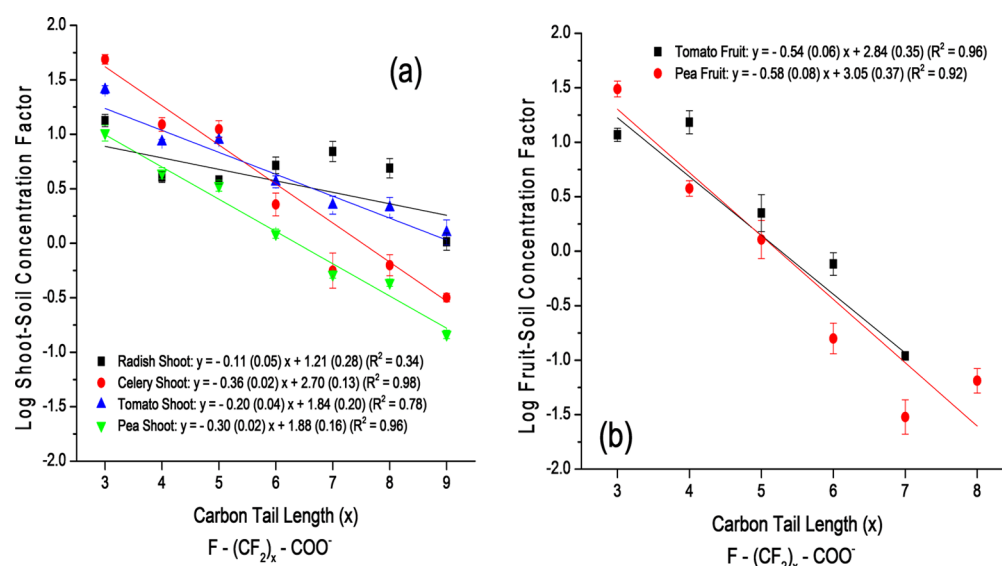 (a)
Log Shoot-Soil Concentration Factor
2.0
1.5
1.0
0.5
0.0
-0.5
-1.0
-1.5
-2.0
Radish Shoot: y = - 0.11 (0.05) x + 1.21 (0.28) (R² = 0.34)
Celery Shoot: y = - 0.36 (0.02) x + 2.70 (0.13) (R² = 0.98)
Tomato Shoot: y = - 0.20 (0.04) x + 1.84 (0.20) (R² = 0.78)
Pea Shoot: y = - 0.30 (0.02) x + 1.88 (0.16) (R² = 0.96)
3 4 5 6 7 8 9
Carbon Tail Length (x)
F - (CF₂)ₓ - COO⁻
Log Fruit-Soil Concentration Factor
2.0
1.5
1.0
0.5
0.0
-0.5
-1.0
-1.5
-2.0
Tomato Fruit: y = - 0.54 (0.06) x + 2.84 (0.35) (R² = 0.96)
Pea Fruit: y = - 0.58 (0.08) x + 3.05 (0.37) (R² = 0.92)
(b)
3 4 5 6 7 8
Carbon Tail Length (x)
F - (CF₂)ₓ - COO⁻